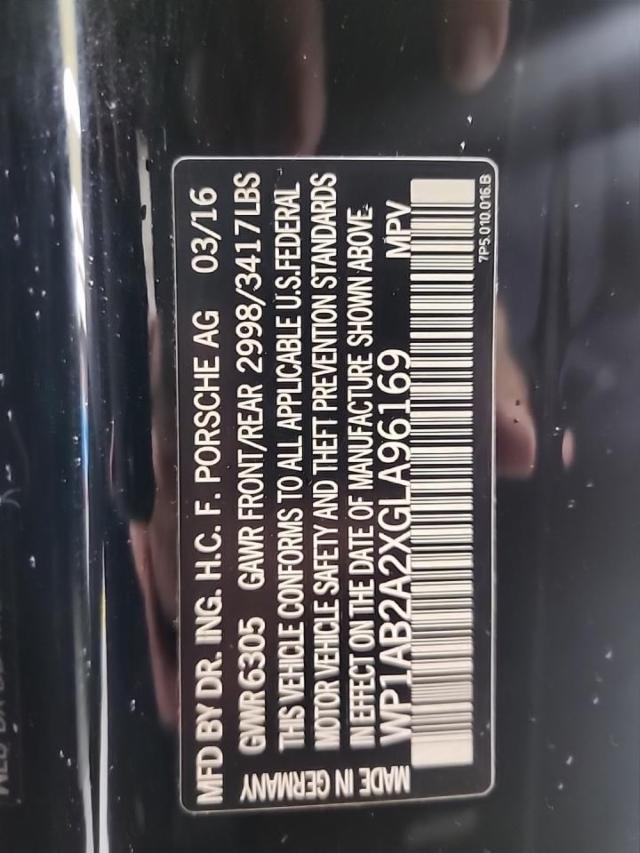 MFD BY DR. ING. H.C. F. PORSCHE AG 03/16
GWR6305 GAWR FRONT/REAR 2998/3417LBS
THIS VEHICLE CONFORMS TO ALL APPLICABLE U.S.FEDERAL
MOTOR VEHICLE SAFETY AND THEFT PREVENTION STANDARDS
IN EFFECT ON THE DATE OF MANUFACTURE SHOWN ABOVE.
WP1AB2A2XGLA96169 MPV
MADE IN GERMANY
7P5.010.016.B